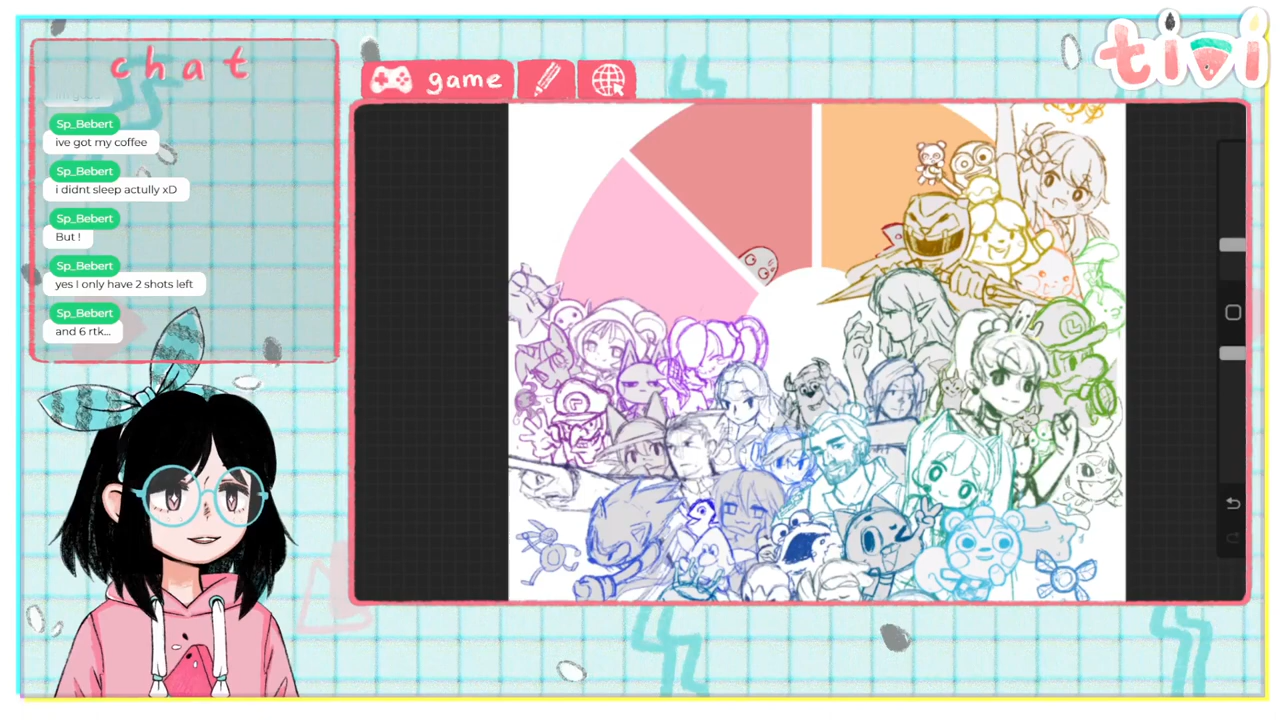 tivi
chat
game
Sp_Bebert
ive got my coffee
Sp_Bebert
i didnt sleep actully xD
Sp_Bebert
But !
Sp_Bebert
yes I only have 2 shots left
Sp_Bebert
and 6 rtk...
L
L